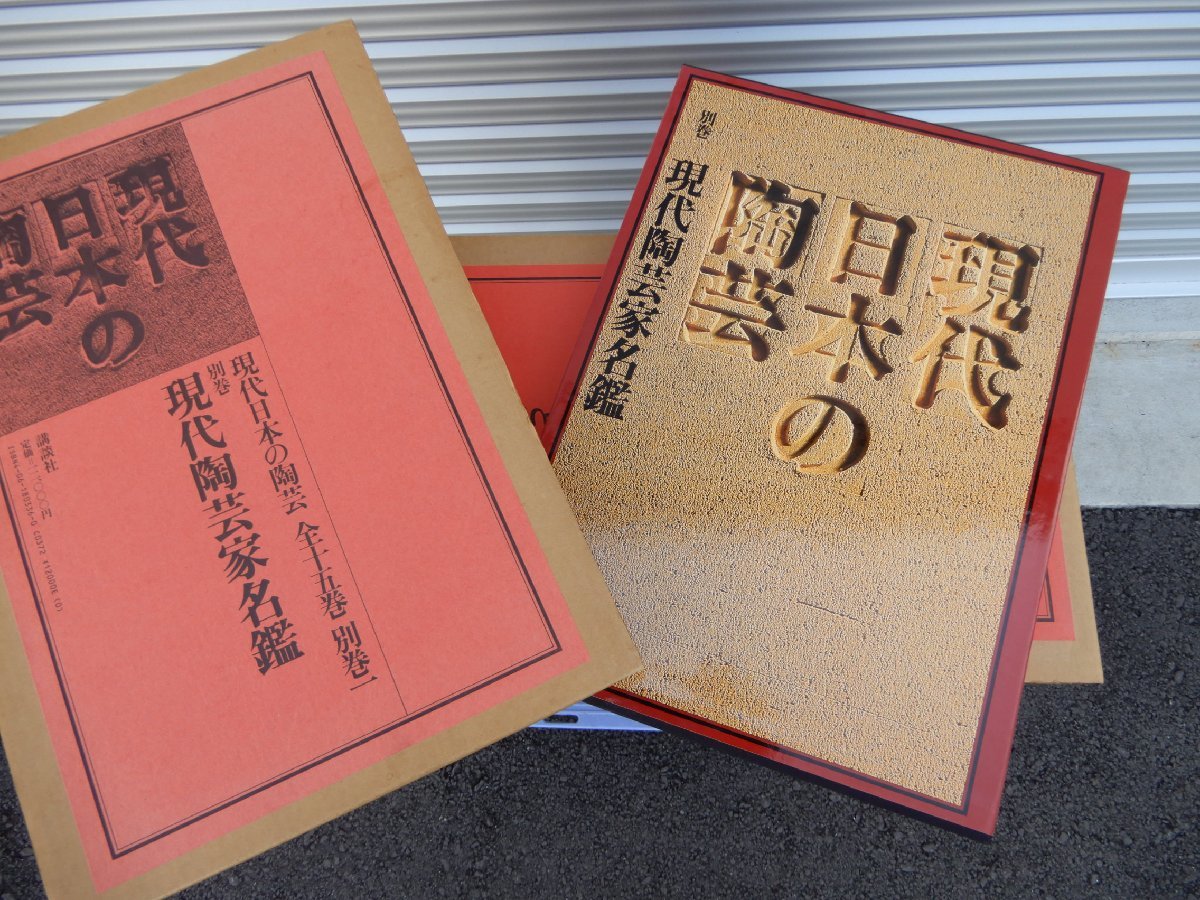 現代
日本の
陶芸
現代日本の陶芸 全十五巻 別巻一
別巻
現代陶芸家名鑑
講談社
別巻
現代陶芸家名鑑
現代
日本の
陶芸